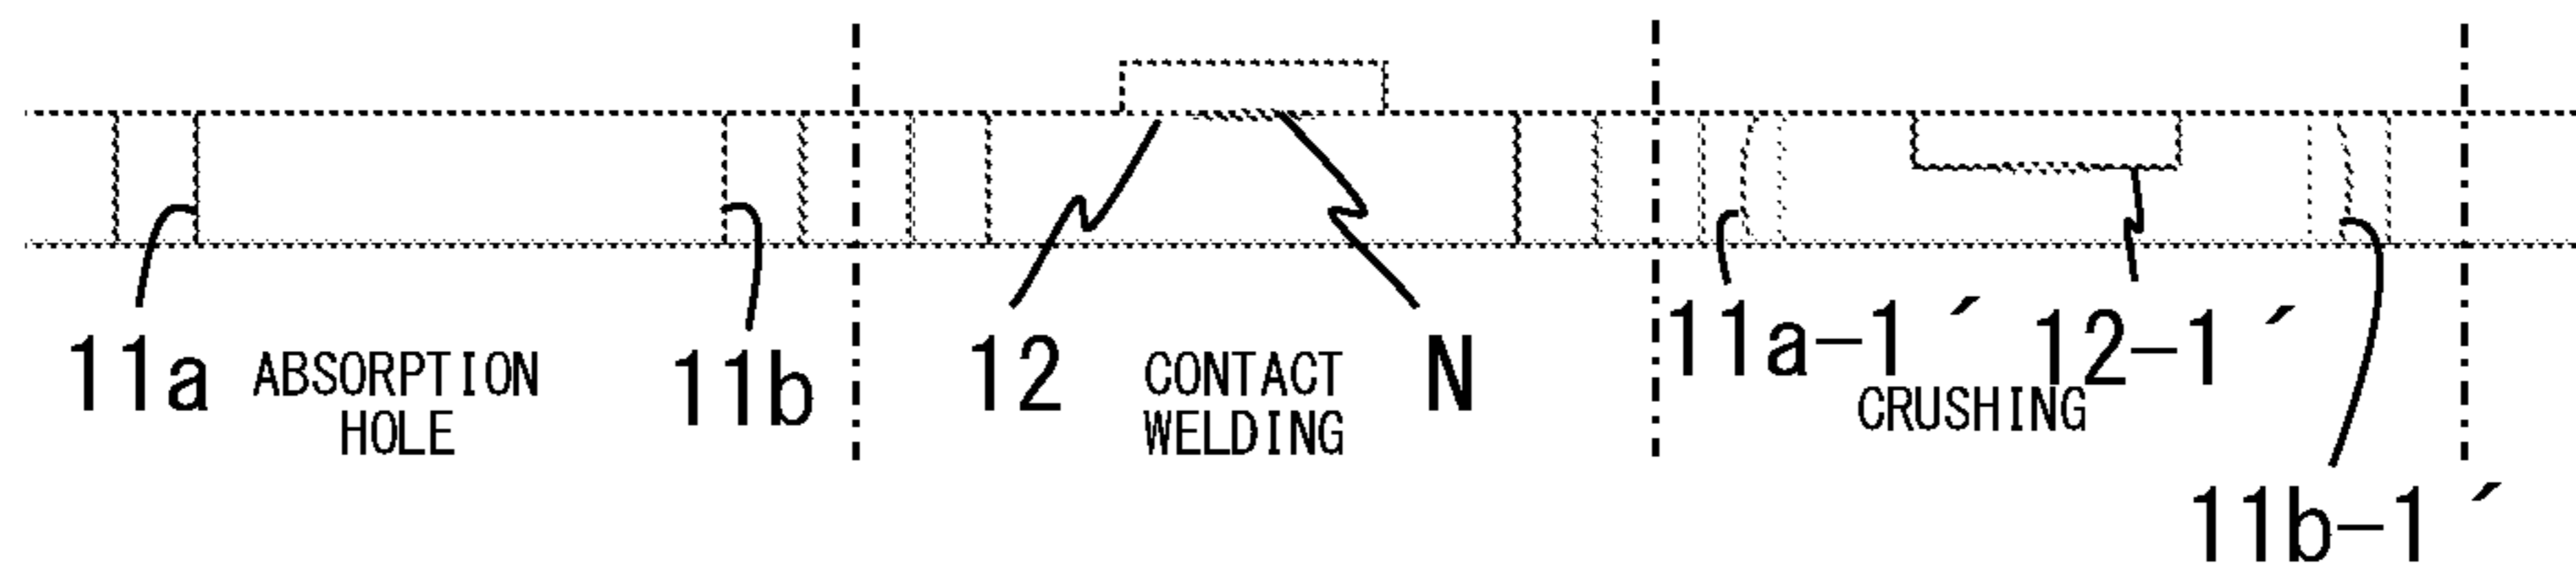 11a
ABSORPTION
HOLE
11b
12
CONTACT
WELDING
N
11a-1´
12-1´
CRUSHING
11b-1´